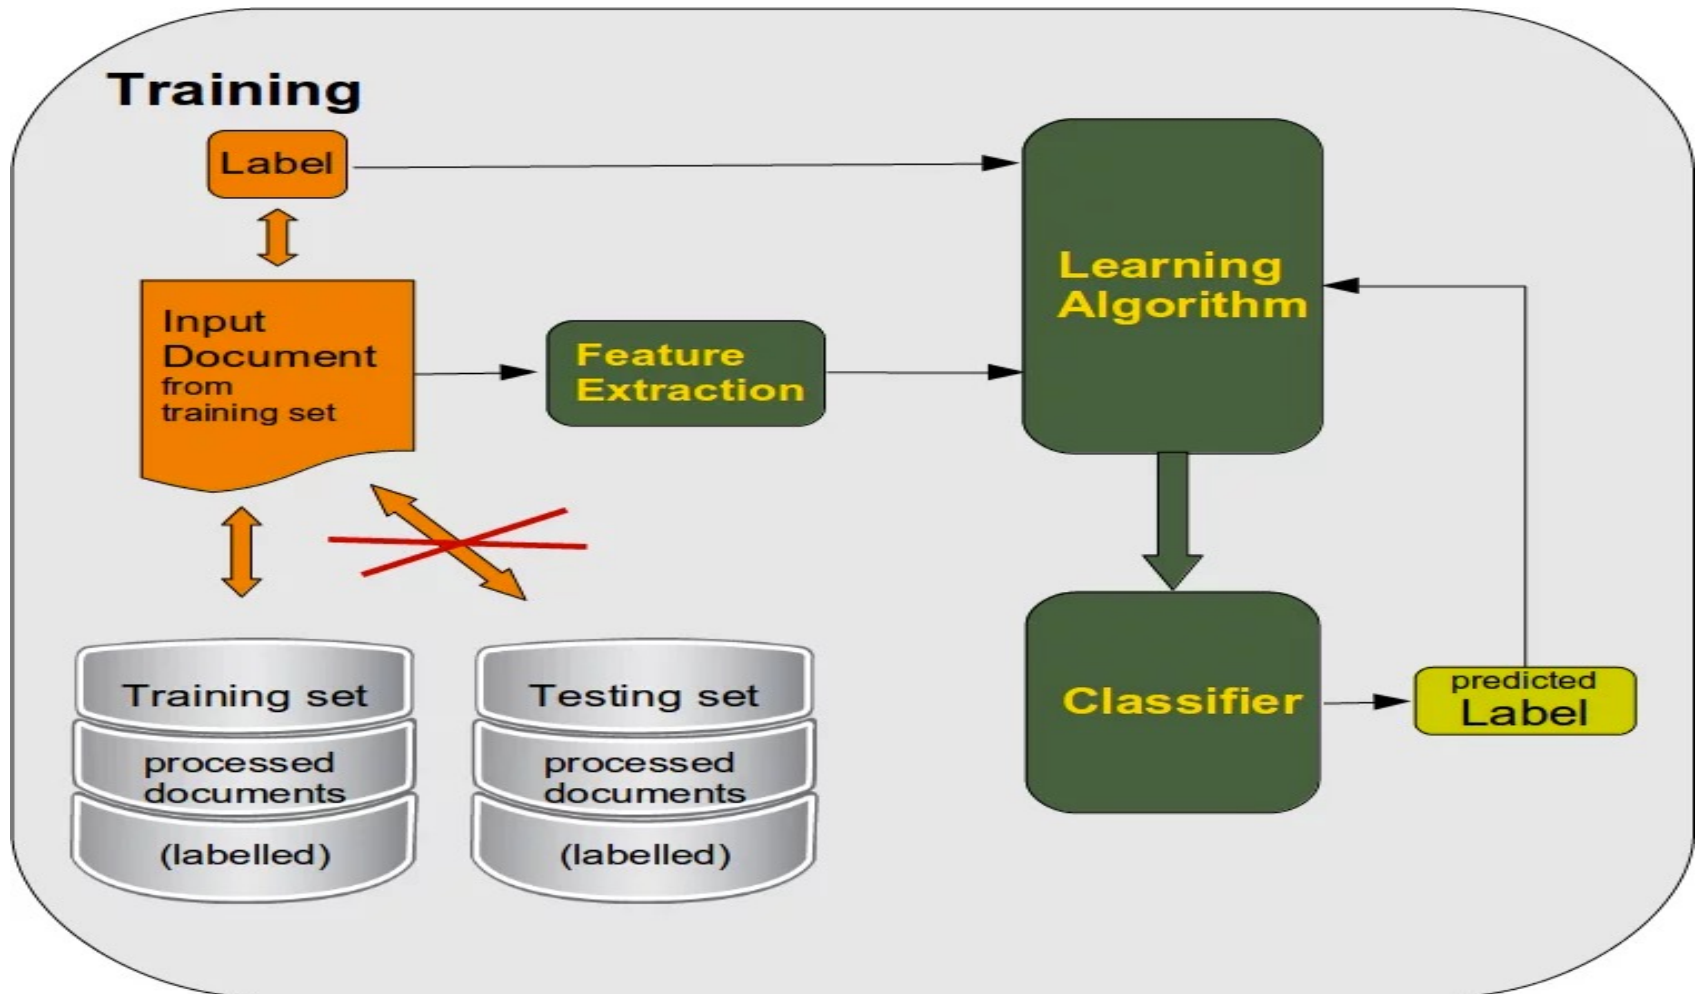 Training
Label
Input
Document
from
training set
Feature
Extraction
Learning
Algorithm
Training set
processed
documents
(labelled)
Testing set
processed
documents
(labelled)
Classifier
predicted
Label